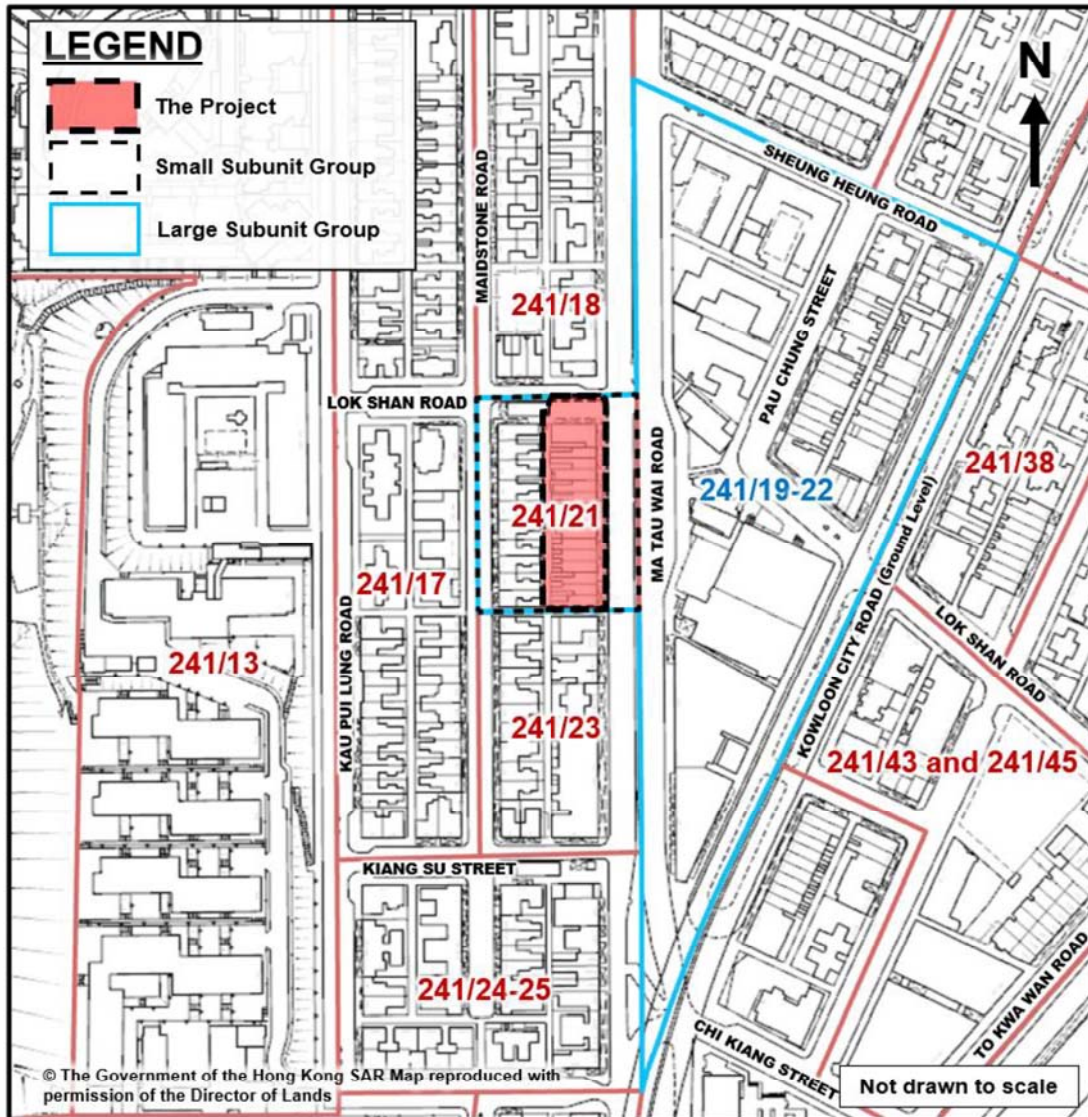 LEGEND
The Project
Small Subunit Group
Large Subunit Group
N
MAIDSTONE ROAD
SHEUNG HEUNG ROAD
241/18
PAU CHUNG STREET
LOK SHAN ROAD
MA TAU WAI ROAD
241/38
241/19-22
241/21
KOWLOON CITY ROAD (Ground Level)
241/17
LOK SHAN ROAD
241/13
KAU PUI LUNG ROAD
241/23
241/43 and 241/45
KIANG SU STREET
241/24-25
TO KWA WAN ROAD
CHI KIANG STREET
© The Government of the Hong Kong SAR Map reproduced with
permission of the Director of Lands
Not drawn to scale